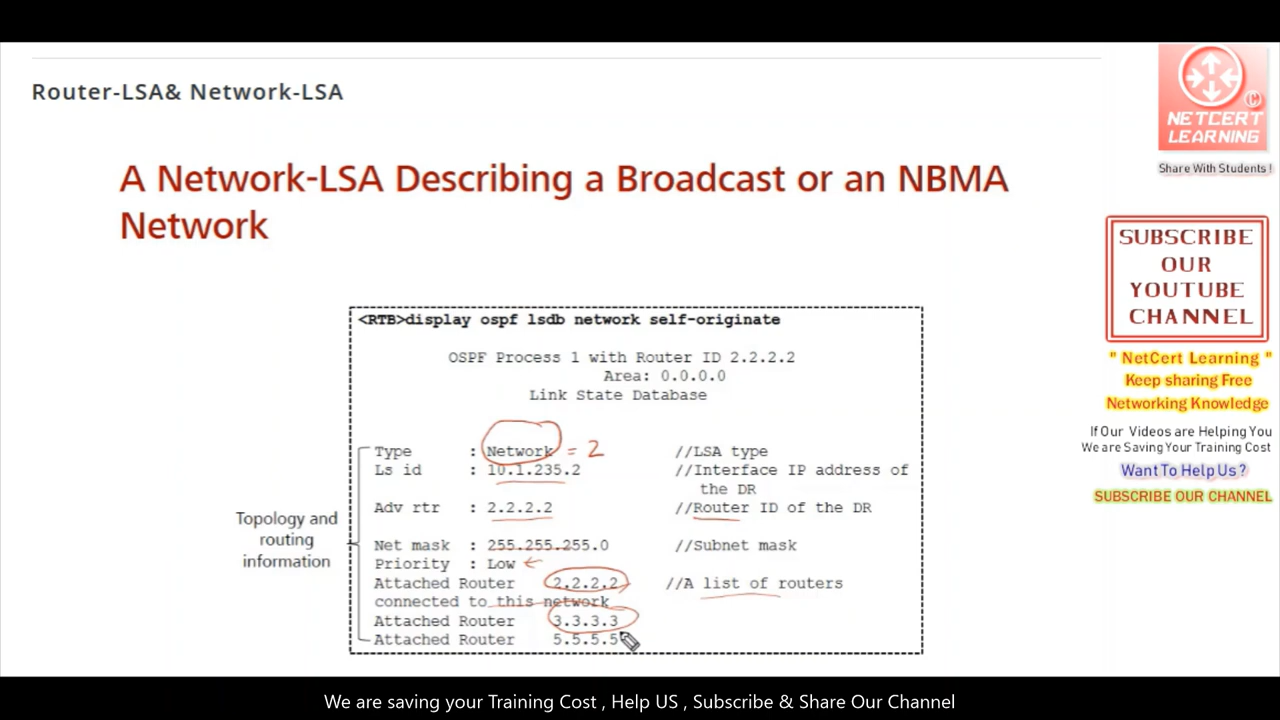 Router-LSA& Network-LSA
A Network-LSA Describing a Broadcast or an NBMA
Network
<RTB>display ospf lsdb network self-originate
OSPF Process 1 with Router ID 2.2.2.2
Area: 0.0.0.0
Link State Database
Type : Network = 2 //LSA type
Ls id : 10.1.235.2 //Interface IP address of
the DR
Adv rtr : 2.2.2.2 //Router ID of the DR
Net mask : 255.255.255.0 //Subnet mask
Priority : Low
Attached Router 2.2.2.2 //A list of routers
connected to this network
Attached Router 3.3.3.3
Attached Router 5.5.5.5
Topology and
routing
information
NETCERT
LEARNING
Share With Students !
SUBSCRIBE
OUR
YOUTUBE
CHANNEL
" NetCert Learning "
Keep sharing Free
Networking Knowledge
If Our Videos are Helping You
We are Saving Your Training Cost
Want To Help Us ?
SUBSCRIBE OUR CHANNEL
We are saving your Training Cost , Help US , Subscribe & Share Our Channel